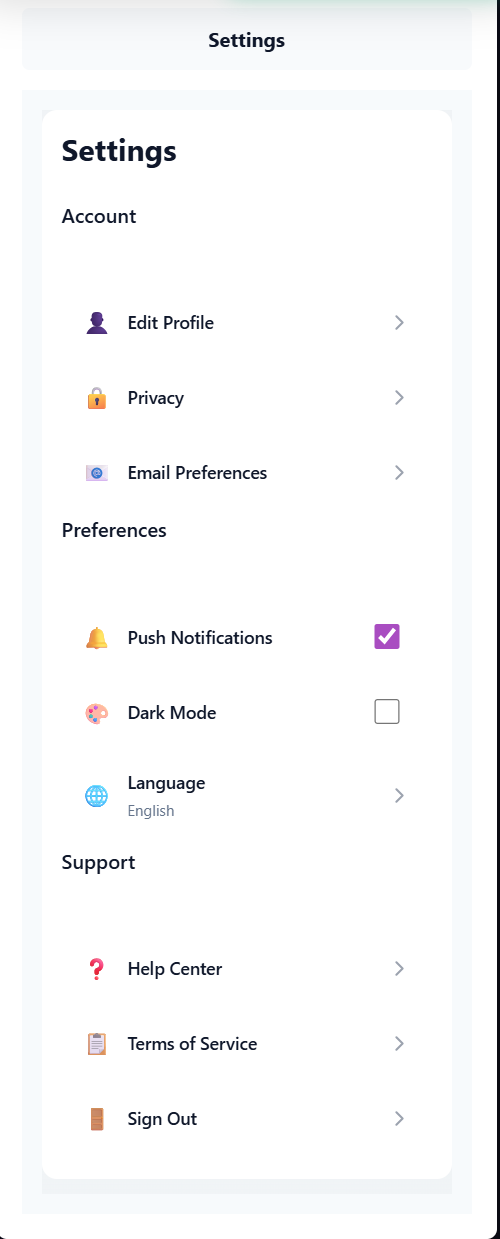 Settings
Settings
Account
Edit Profile
Privacy
Email Preferences
Preferences
Push Notifications
Dark Mode
Language
English
Support
Help Center
Terms of Service
Sign Out